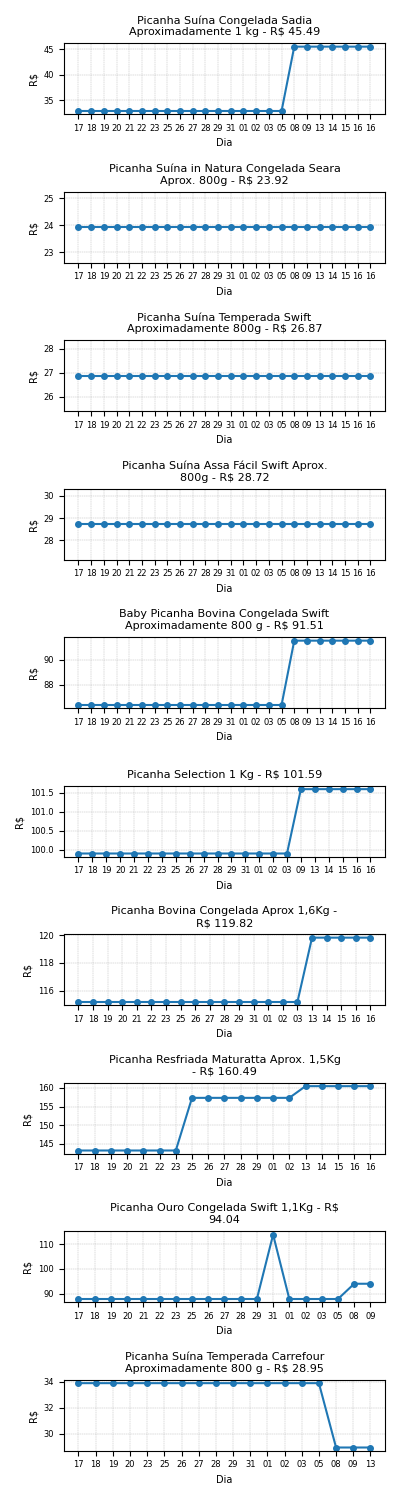 Picanha Suína Congelada Sadia
Aproximadamente 1 kg - R$ 45.49
45
40
35
R$
17 18 19 20 21 22 23 25 26 27 28 29 31 01 02 03 05 08 09 13 14 15 16 16
Dia
Picanha Suína in Natura Congelada Seara
Aprox. 800g - R$ 23.92
25
24
23
R$
17 18 19 20 21 22 23 25 26 27 28 29 31 01 02 03 05 08 09 13 14 15 16 16
Dia
Picanha Suína Temperada Swift
Aproximadamente 800g - R$ 26.87
28
27
26
R$
17 18 19 20 21 22 23 25 26 27 28 29 31 01 02 03 05 08 09 13 14 15 16 16
Dia
Picanha Suína Assa Fácil Swift Aprox.
800g - R$ 28.72
30
29
28
R$
17 18 19 20 21 22 23 25 26 27 28 29 31 01 02 03 05 08 09 13 14 15 16 16
Dia
Baby Picanha Bovina Congelada Swift
Aproximadamente 800 g - R$ 91.51
90
88
R$
17 18 19 20 21 22 23 25 26 27 28 29 31 01 02 03 05 08 09 13 14 15 16 16
Dia
Picanha Selection 1 Kg - R$ 101.59
101.5
101.0
100.5
100.0
R$
17 18 19 20 21 22 23 25 26 27 28 29 31 01 02 03 09 13 14 15 16 16
Dia
Picanha Bovina Congelada Aprox 1,6Kg -
R$ 119.82
120
118
116
R$
17 18 19 20 21 22 23 25 26 27 28 29 01 01 02 03 13 14 15 16 16
Dia
Picanha Resfriada Maturatta Aprox. 1,5Kg
- R$ 160.49
160
155
150
145
R$
17 18 19 20 21 22 23 25 26 27 28 29 01 02 13 14 15 16 16
Dia
Picanha Ouro Congelada Swift 1,1Kg - R$
94.04
110
100
90
R$
17 18 19 20 21 22 23 25 26 27 28 29 31 01 02 03 05 08 09
Dia
Picanha Suína Temperada Carrefour
Aproximadamente 800 g - R$ 28.95
34
32
30
R$
17 18 19 20 23 25 26 27 28 29 31 01 02 03 05 08 09 13
Dia